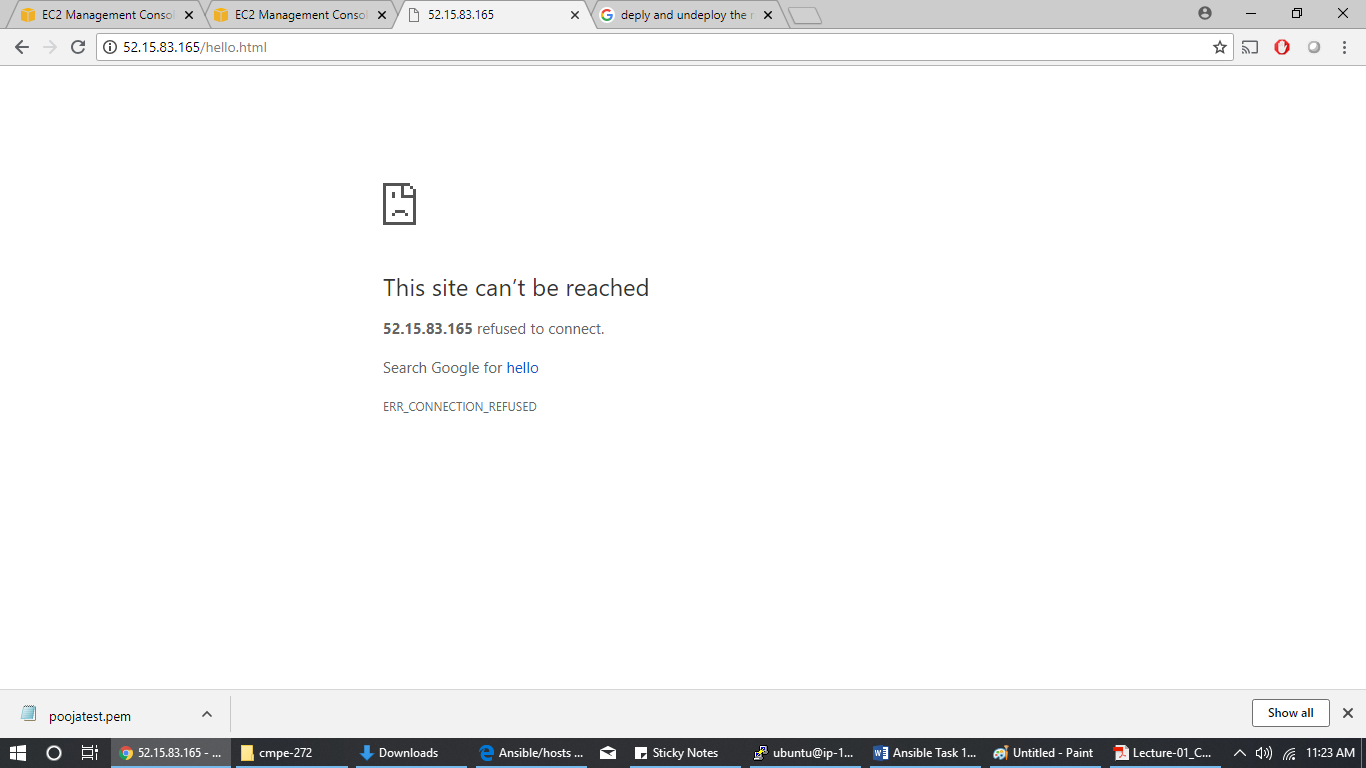 EC2 Management Consol
EC2 Management Consol
52.15.83.165
deply and undeploy the r
52.15.83.165/hello.html
This site can’t be reached
52.15.83.165 refused to connect.
Search Google for hello
ERR_CONNECTION_REFUSED
poojatest.pem
Show all
52.15.83.165 - ...
cmpe-272
Downloads
Ansible/hosts ...
Sticky Notes
ubuntu@ip-1...
Ansible Task 1...
Untitled - Paint
Lecture-01_C...
11:23 AM